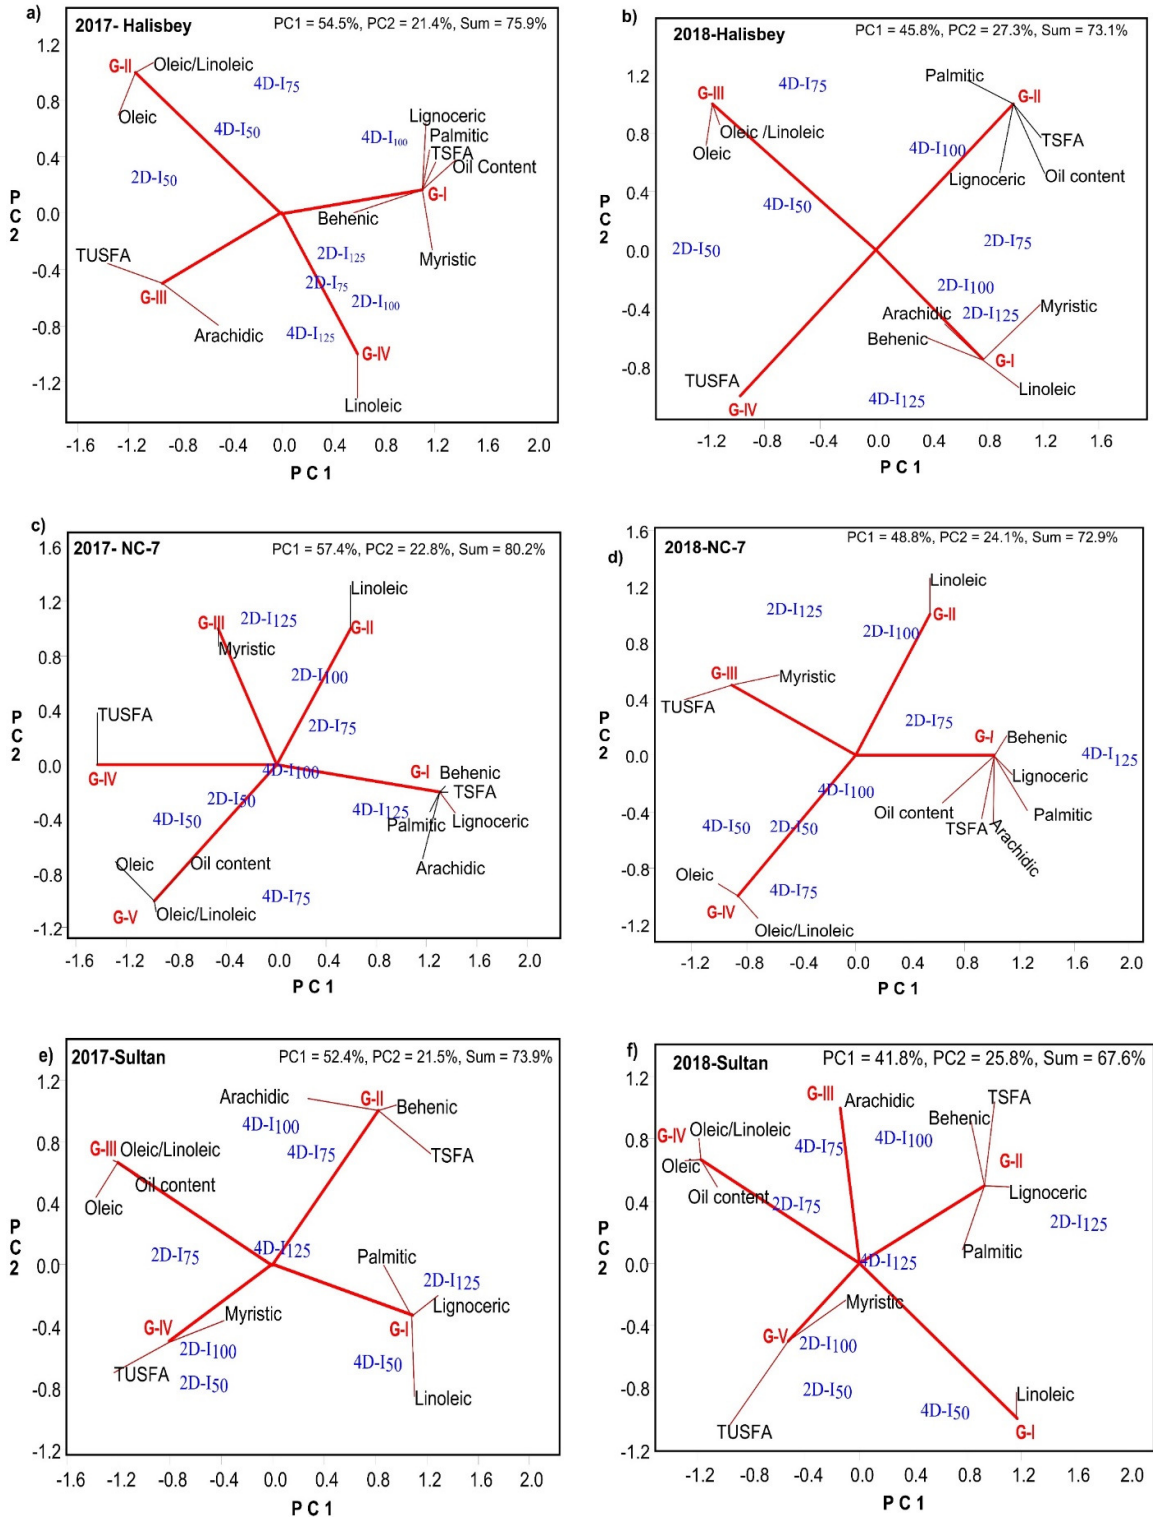 a)
2017- Halisbey
PC1 = 54.5%, PC2 = 21.4%, Sum = 75.9%
1.2
0.8
0.4
0.0
-0.4
-0.8
-1.2
PC2
G-II
Oleic/Linoleic
4D-I75
Oleic
4D-I50
2D-I50
4D-I100
Lignoceric
Palmitic
TSFA
Oil Content
G-I
Behenic
Myristic
TUSFA
G-III
Arachidic
2D-I125
2D-I75
2D-I100
4D-I125
G-IV
Linoleic
-1.6 -1.2 -0.8 -0.4 0.0 0.4 0.8 1.2 1.6 2.0
PC1
b)
2018-Halisbey
PC1 = 45.8%, PC2 = 27.3%, Sum = 73.1%
1.2
0.8
0.4
0.0
-0.4
-0.8
PC2
4D-I75
G-III
Oleic /Linoleic
Oleic
Palmitic
G-II
TSFA
4D-I100
Lignoceric
Oil content
4D-I50
2D-I50
2D-I75
2D-I100
Arachidic
2D-I125
Myristic
Behenic
G-I
Linoleic
TUSFA
G-IV
4D-I125
-1.2 -0.8 -0.4 0.0 0.4 0.8 1.2 1.6
PC1
c)
2017- NC-7
PC1 = 57.4%, PC2 = 22.8%, Sum = 80.2%
1.6
1.2
0.8
0.4
0.0
-0.4
-0.8
-1.2
PC2
Linoleic
G-III
2D-I125
G-II
Myristic
2D-I100
TUSFA
2D-I75
G-IV
4D-I100
G-I
Behenic
TSFA
2D-I50
4D-I50
4D-I125
Palmitic
Lignoceric
Oleic
Oil content
Arachidic
4D-I75
G-V
Oleic/Linoleic
-1.6 -1.2 -0.8 -0.4 0.0 0.4 0.8 1.2 1.6 2.0
PC1
d)
2018-NC-7
PC1 = 48.8%, PC2 = 24.1%, Sum = 72.9%
1.6
1.2
0.8
0.4
0.0
-0.4
-0.8
-1.2
PC2
Linoleic
2D-I125
G-II
2D-I100
G-III
Myristic
TUSFA
2D-I75
G-I
Behenic
4D-I125
Lignoceric
4D-I100
Oil content
Palmitic
TSFA
Arachidic
4D-I50
2D-I50
Oleic
4D-I75
G-IV
Oleic/Linoleic
-1.2 -0.8 -0.4 0.0 0.4 0.8 1.2 1.6 2.0
PC1
e)
2017-Sultan
PC1 = 52.4%, PC2 = 21.5%, Sum = 73.9%
1.2
0.8
0.4
0.0
-0.4
-0.8
-1.2
PC2
Arachidic
G-II
Behenic
4D-I100
G-III
Oleic/Linoleic
4D-I75
TSFA
Oil content
Oleic
2D-I75
4D-I125
Palmitic
2D-I125
Lignoceric
Myristic
G-IV
G-I
2D-I100
4D-I50
TUSFA
2D-I50
Linoleic
-1.6 -1.2 -0.8 -0.4 0.0 0.4 0.8 1.2 1.6 2.0
PC1
f)
2018-Sultan
PC1 = 41.8%, PC2 = 25.8%, Sum = 67.6%
1.2
0.8
0.4
0.0
-0.4
-0.8
-1.2
PC2
G-III
Arachidic
TSFA
Behenic
G-IV
Oleic/Linoleic
4D-I75
4D-I100
Oleic
G-II
Oil content
2D-I75
Lignoceric
2D-I125
Palmitic
4D-I125
Myristic
G-V
2D-I100
2D-I50
4D-I50
Linoleic
TUSFA
G-I
-1.2 -0.8 -0.4 0.0 0.4 0.8 1.2 1.6 2.0
PC1